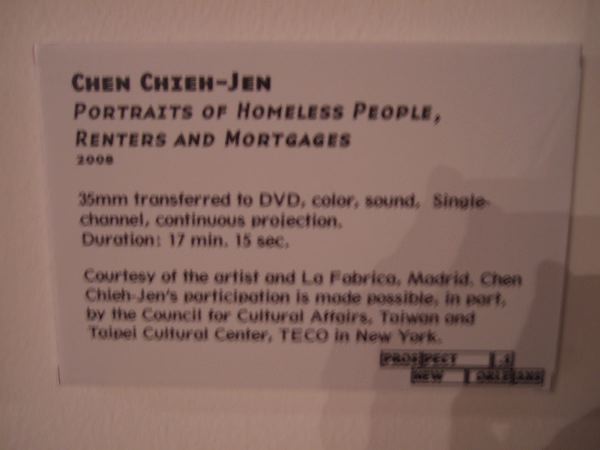 CHEN CHIEH-JEN
PORTRAITS OF HOMELESS PEOPLE,
RENTERS AND MORTGAGES
2008
35mm transferred to DVD, color, sound, Single-
channel, continuous projection,
Duration: 17 min. 15 sec.
Courtesy of the artist and La Fabrica, Madrid. Chen
Chieh-Jen's participation is made possible, in part,
by the Council for Cultural Affairs, Taiwan and
Taipei Cultural Center, TECO in New York.
PROSPECT .1
NEW ORLEANS